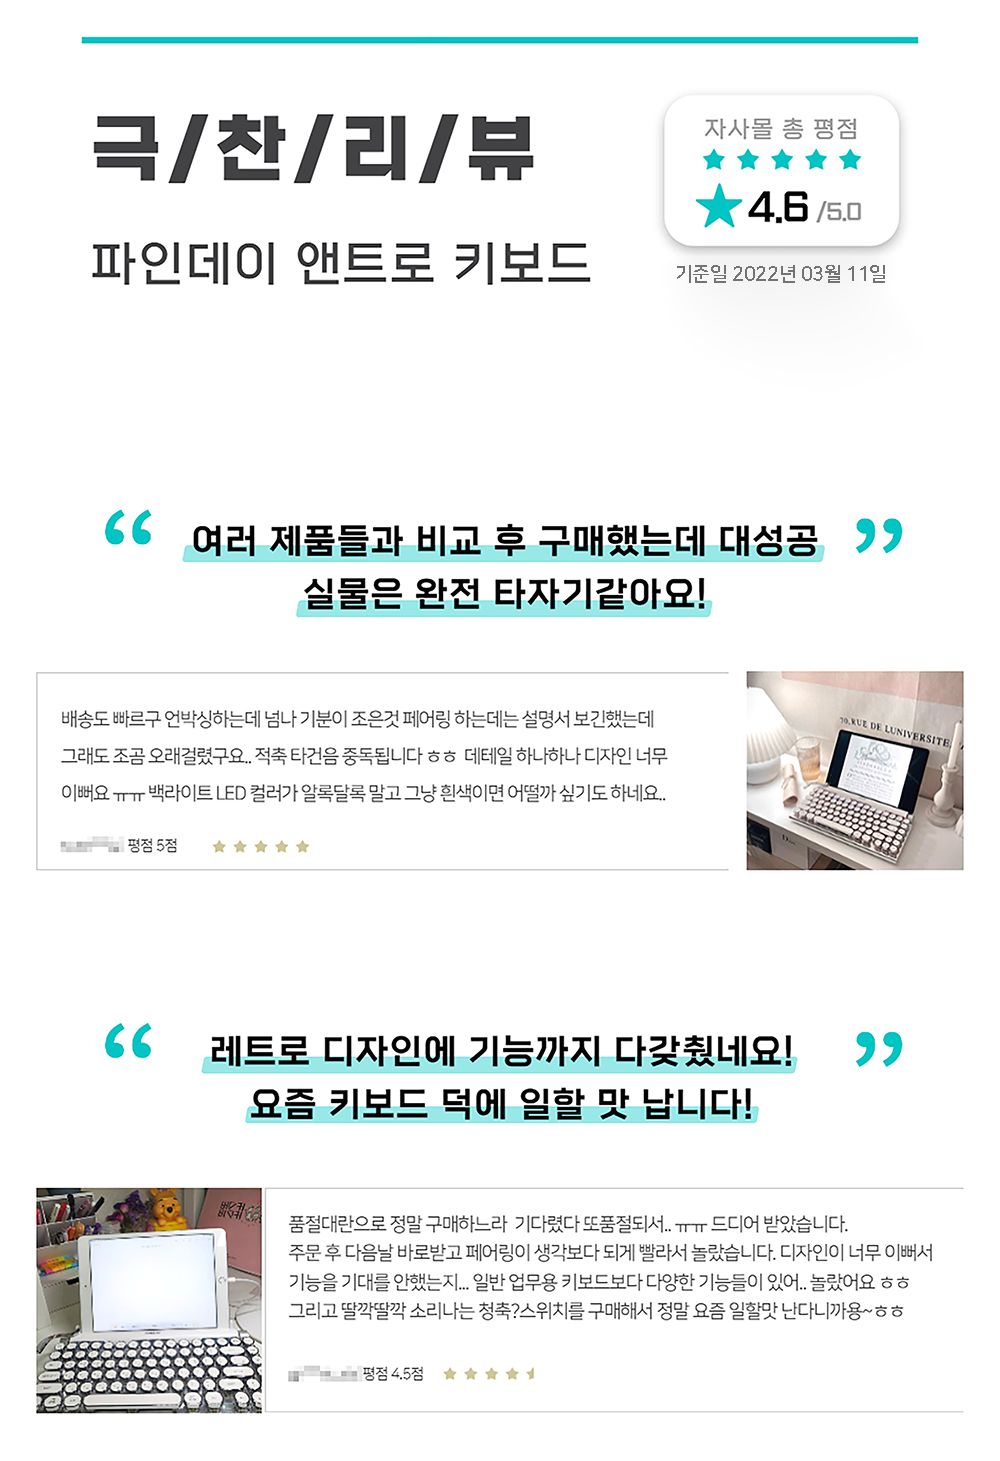 극/찬/리/뷰
파인데이 앤트로 키보드
자사몰 총 평점
4.6 /5.0
기준일 2022년 03월 11일
“ 여러 제품들과 비교 후 구매했는데 대성공 ”
실물은 완전 타자기같아요!
배송도 빠르구 언박싱하는데 넘나 기분이 조은것 페어링 하는데는 설명서 보긴했는데
그래도 조곰 오래걸렸구요.. 적축 타건음 중독됩니다 ㅎㅎ 데테일 하나하나 디자인 너무
이뻐요 ㅠㅠ 백라이트 LED 컬러가 알록달록 말고 그냥 흰색이면 어떨까 싶기도 하네요..
평점 5점
70.RUE DE LUNIVERSITE
Dior
“ 레트로 디자인에 기능까지 다갖췄네요! ”
요즘 키보드 덕에 일할 맛 납니다!
품절대란으로 정말 구매하느라 기다렸다 또품절되서.. ㅠㅠ 드디어 받았습니다.
주문 후 다음날 바로받고 페어링이 생각보다 되게 빨라서 놀랐습니다. 디자인이 너무 이뻐서
기능을 기대를 안했는지... 일반 업무용 키보드보다 다양한 기능들이 있어.. 놀랐어요 ㅎㅎ
그리고 딸깍딸깍 소리나는 청축?스위치를 구매해서 정말 요즘 일할맛 난다니까용~ㅎㅎ
평점 4.5점